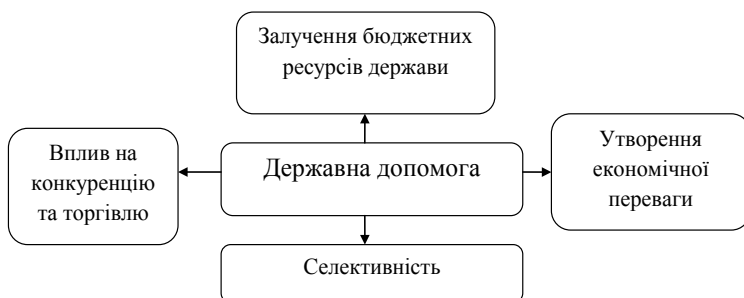 Залучення бюджетних
ресурсів держави
Вплив на
конкуренцію
та торгівлю
Державна допомога
Утворення
економічної
переваги
Селективність